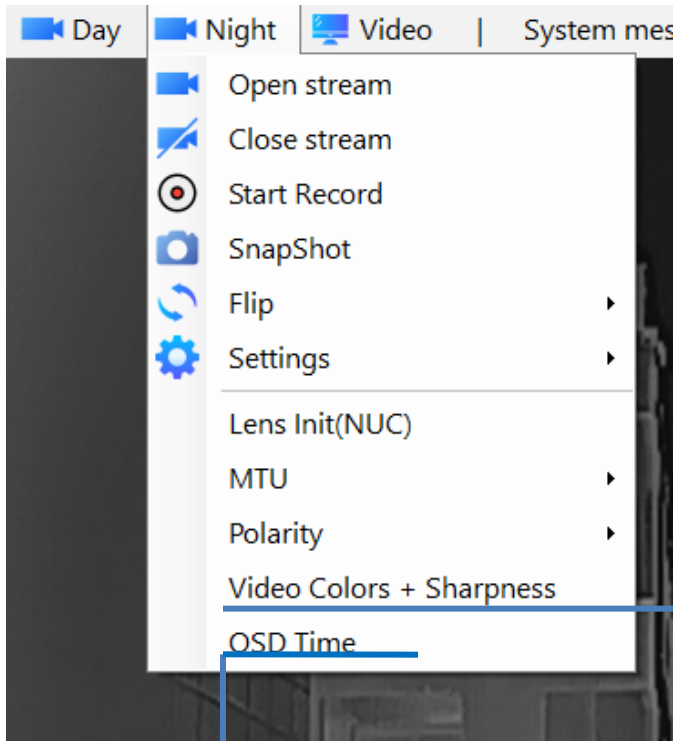 Day Night Video | System mes
Open stream
Close stream
Start Record
SnapShot
Flip
Settings
Lens Init(NUC)
MTU
Polarity
Video Colors + Sharpness
OSD Time